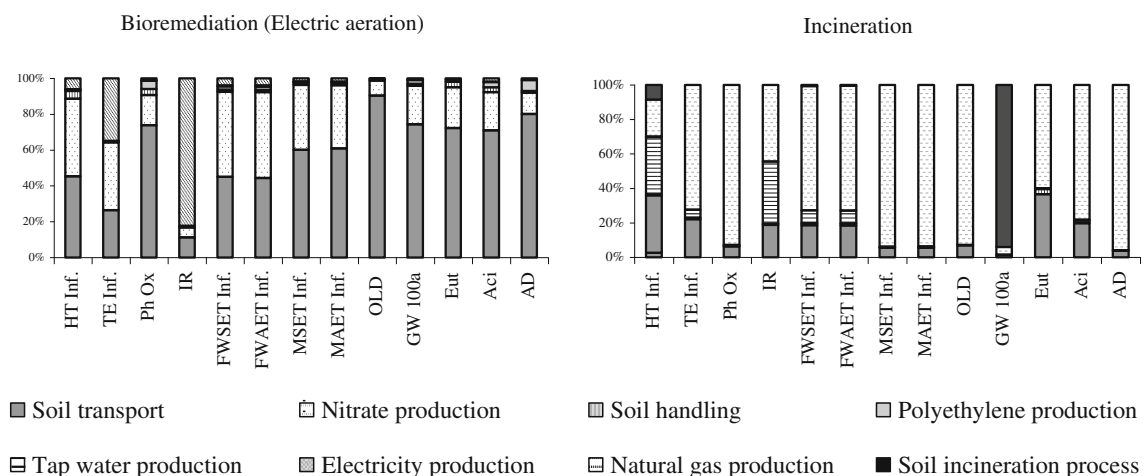 Bioremediation (Electric aeration)
Incineration
100%
80%
60%
40%
20%
0%
HT Inf.
TE Inf.
Ph Ox
IR
FWSET Inf.
FWAET Inf.
MSET Inf.
MAET Inf.
OLD
GW 100a
Eut
Aci
AD
100%
80%
60%
40%
20%
0%
HT Inf.
TE Inf.
Ph Ox
IR
FWSET Inf.
FWAET Inf.
MSET Inf.
MAET Inf.
OLD
GW 100a
Eut
Aci
AD
Soil transport
Nitrate production
Soil handling
Polyethylene production
Tap water production
Electricity production
Natural gas production
Soil incineration process